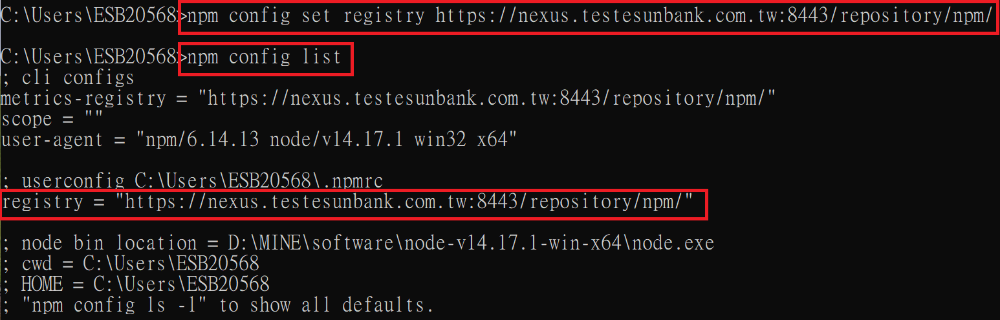 C:\Users\ESB20568>npm config set registry https://nexus.testesunbank.com.tw:8443/repository/npm/
C:\Users\ESB20568>npm config list
; cli configs
metrics-registry = "https://nexus.testesunbank.com.tw:8443/repository/npm/"
scope = ""
user-agent = "npm/6.14.13 node/v14.17.1 win32 x64"
; userconfig C:\Users\ESB20568\.npmrc
registry = "https://nexus.testesunbank.com.tw:8443/repository/npm/"
; node bin location = D:\MINE\software\node-v14.17.1-win-x64\node.exe
; cwd = C:\Users\ESB20568
; HOME = C:\Users\ESB20568
; "npm config ls -l" to show all defaults.